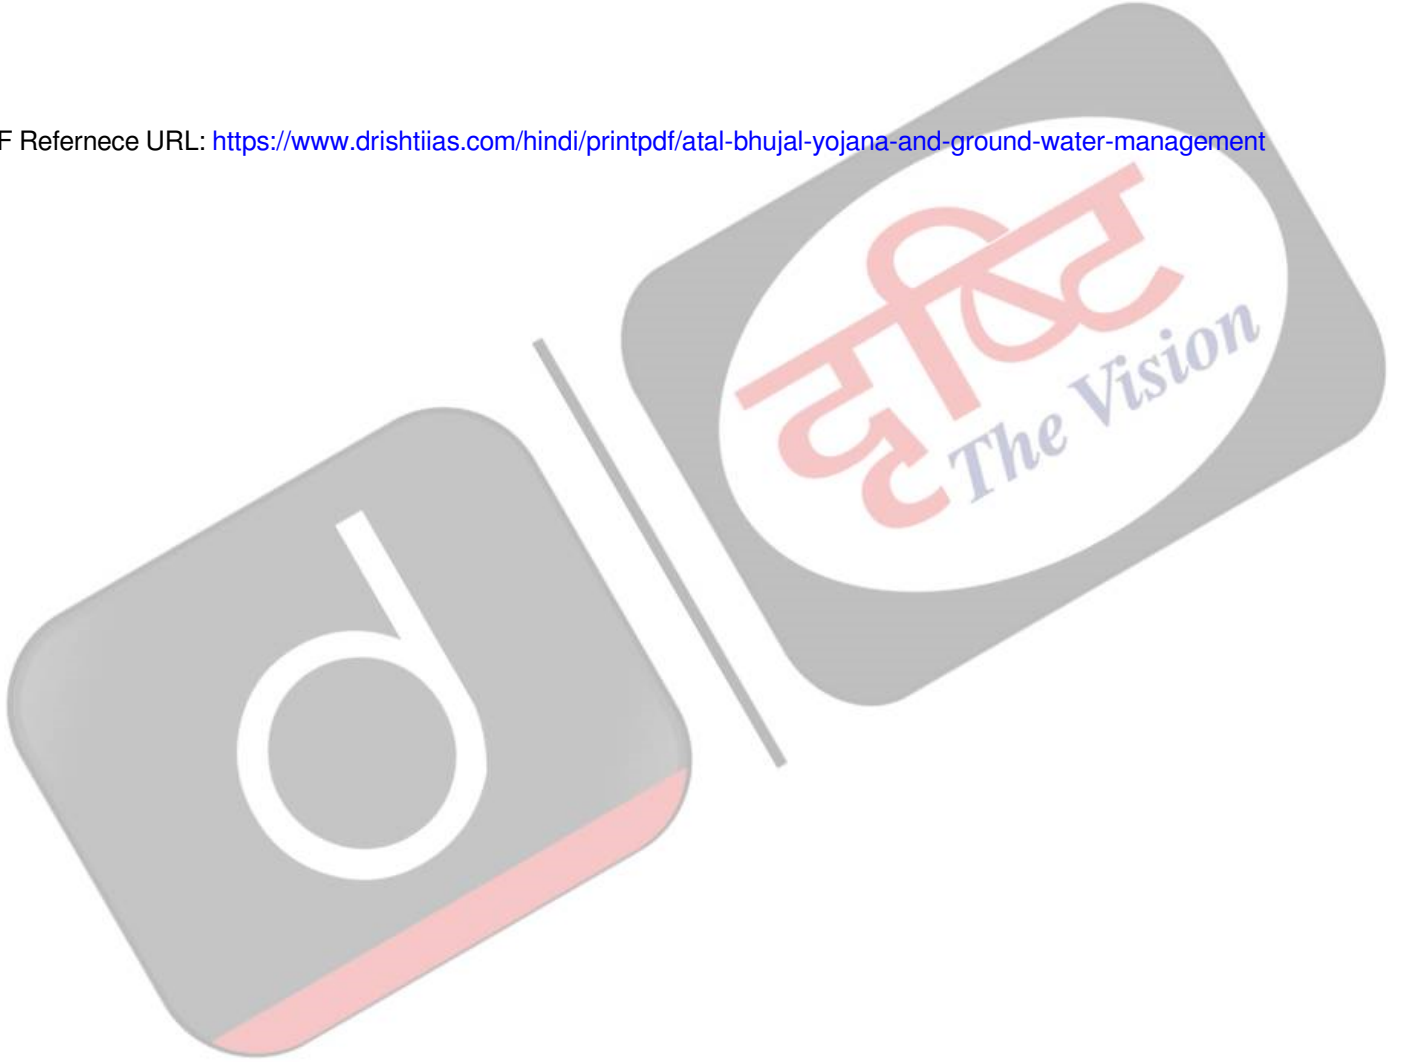 F Refernece URL: https://www.drishtiias.com/hindi/printpdf/atal-bhujal-yojana-and-ground-water-management
दृष्टि
The Vision
d